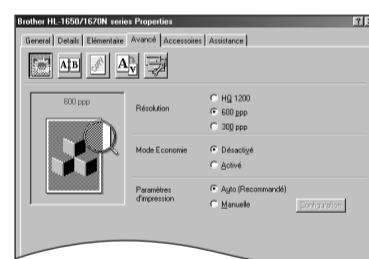 Brother HL-1650/1670N series Properties
General Details Elémentaire Avancé Accessoires Assistance
A B A
600 ppp
Résolution
HQ 1200
600 ppp
300 ppp
Mode Economie
Désactivé
Activé
Paramètres
d'impression
Auto (Recommandé)
Manuelle
Configuration